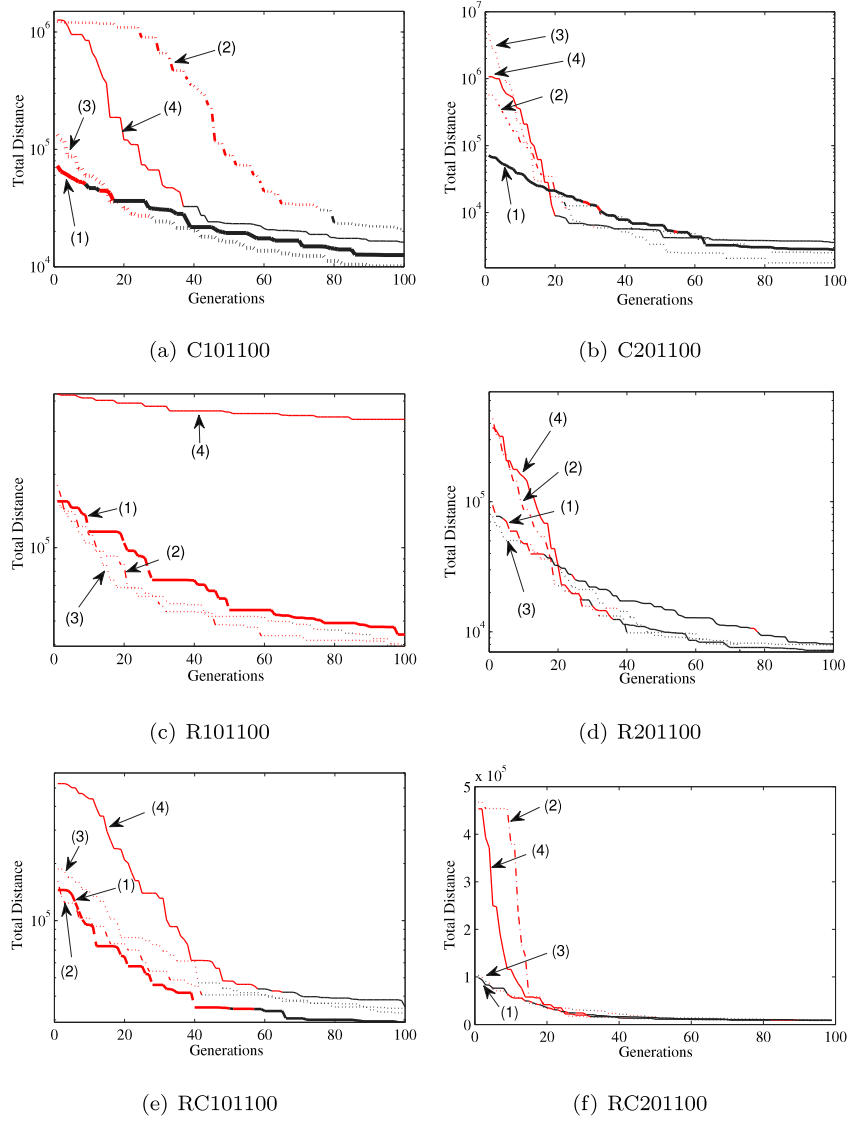 10^6
10^5
10^4
Total Distance
(2)
(4)
(3)
(1)
0 20 40 60 80 100
Generations
(a) C101100
10^7
10^6
10^5
10^4
Total Distance
(3)
(4)
(2)
(1)
0 20 40 60 80 100
Generations
(b) C201100
10^5
Total Distance
(4)
(1)
(2)
(3)
0 20 40 60 80 100
Generations
(c) R101100
10^5
10^4
Total Distance
(4)
(2)
(1)
(3)
0 20 40 60 80 100
Generations
(d) R201100
10^5
Total Distance
(4)
(3)
(1)
(2)
0 20 40 60 80 100
Generations
(e) RC101100
x 10^5
5
4
3
2
1
0
Total Distance
(2)
(4)
(3)
(1)
0 20 40 60 80 100
Generations
(f) RC201100